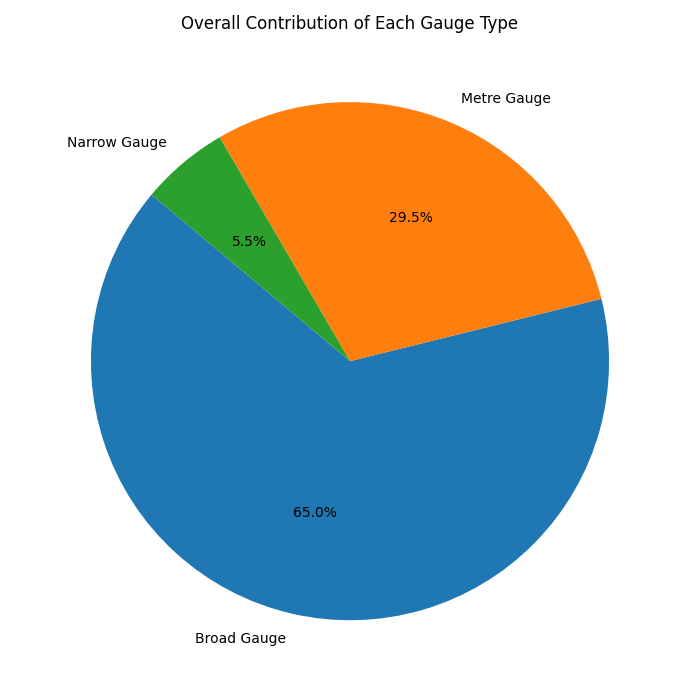 Overall Contribution of Each Gauge Type
Metre Gauge
Narrow Gauge
29.5%
5.5%
65.0%
Broad Gauge